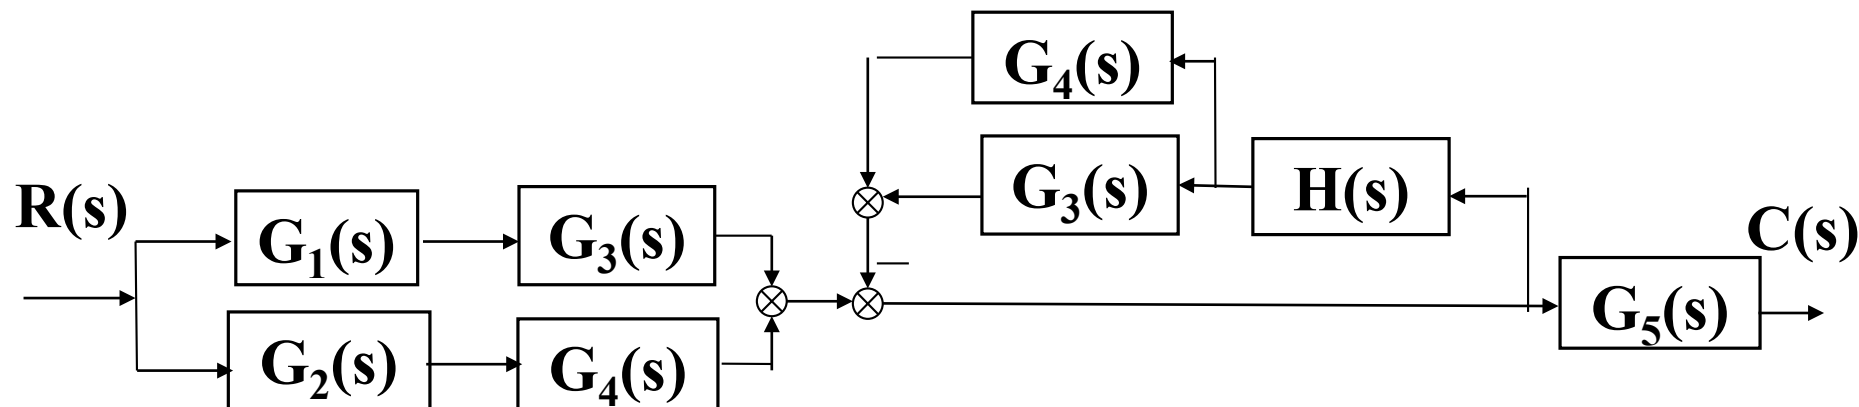 G₄(s)
R(s)
G₁(s)
G₃(s)
G₃(s)
H(s)
C(s)
G₂(s)
G₄(s)
—
G₅(s)